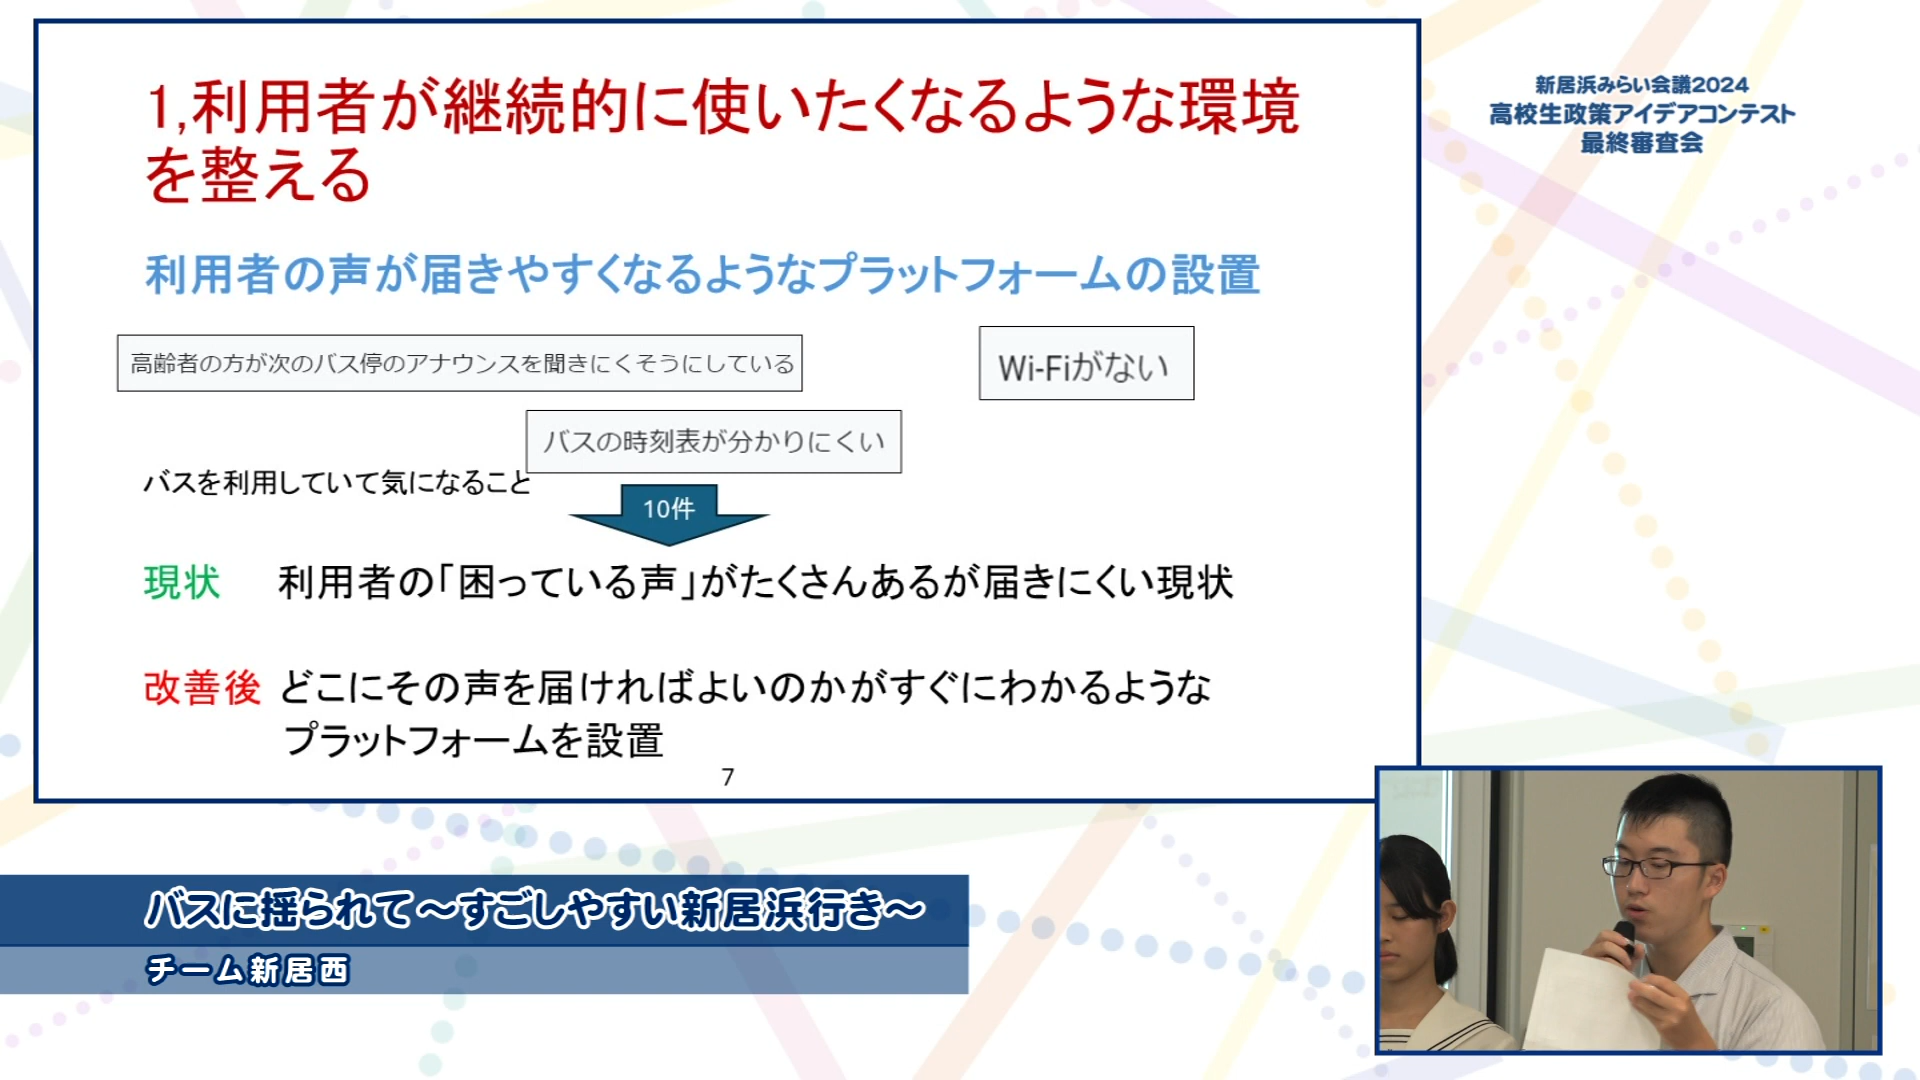 1,利用者が継続的に使いたくなるような環境
を整える
利用者の声が届きやすくなるようなプラットフォームの設置
高齢者の方が次のバス停のアナウンスを聞きにくそうにしている
Wi-Fiがない
バスの時刻表が分かりにくい
バスを利用していて気になること
10件
現状 利用者の「困っている声」がたくさんあるが届きにくい現状
改善後 どこにその声を届ければよいのかがすぐにわかるような
プラットフォームを設置
7
新居浜みらい会議2024
高校生政策アイデアコンテスト
最終審査会
バスに揺られて～すごしやすい新居浜行き～
チーム新居西